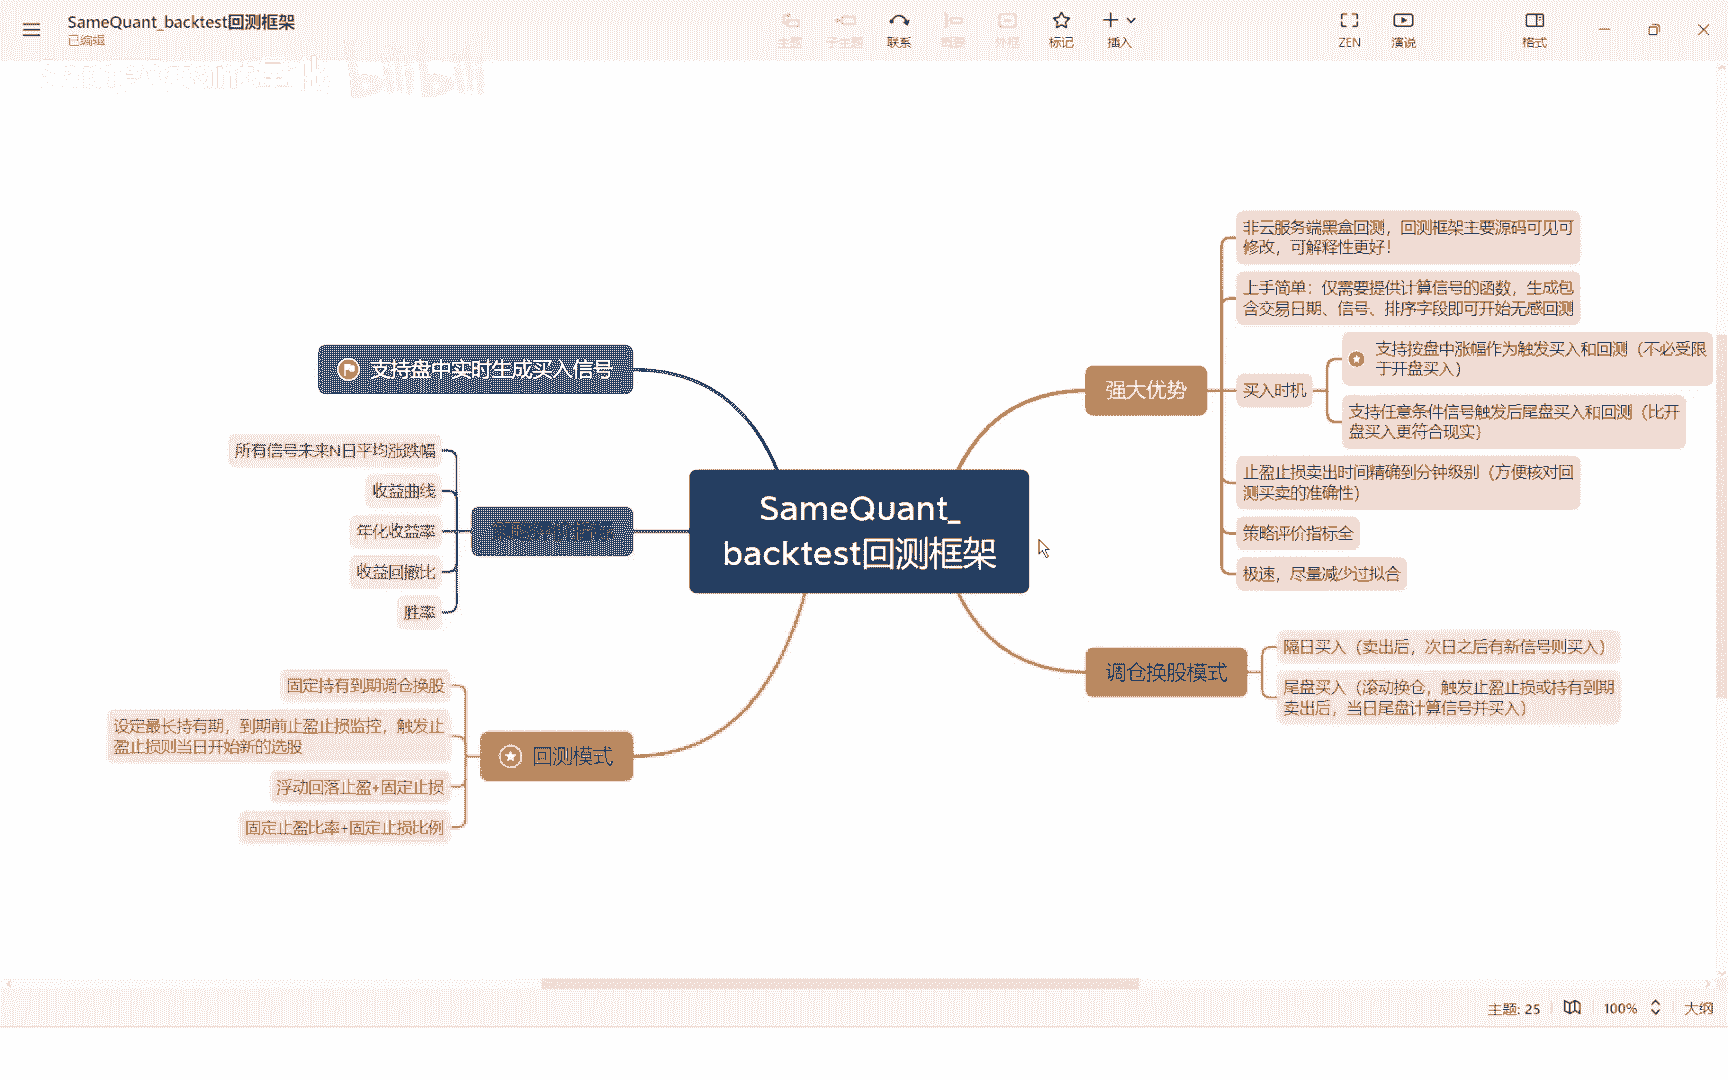 SameQuant_backtest回测框架
已编辑
主题
子主题
联系
概要
外框
标记
插入
ZEN
演说
格式
SameQuant_
backtest回测框架
支持盘中实时生成买入信号
所有信号未来N日平均涨跌幅
收益曲线
年化收益率
收益回撤比
胜率
回测模式
固定持有到期调仓换股
设定最长持有期，到期前止盈止损监控，触发止
盈止损则当日开始新的选股
浮动回落止盈+固定止损
固定止盈比率+固定止损比例
强大优势
非云服务端黑盒回测，回测框架主要源码可见可
修改，可解释性更好！
上手简单：仅需要提供计算信号的函数，生成包
含交易日期、信号、排序字段即可开始无感回测
买入时机
支持按盘中涨幅作为触发买入和回测（不必受限
于开盘买入）
支持任意条件信号触发后尾盘买入和回测（比开
盘买入更符合现实）
止盈止损卖出时间精确到分钟级别（方便核对回
测买卖的准确性）
策略评价指标全
极速，尽量减少过拟合
调仓换股模式
隔日买入（卖出后，次日之后有新信号则买入）
尾盘买入（滚动换仓，触发止盈止损或持有到期
卖出后，当日尾盘计算信号并买入）
主题: 25
100%
大纲